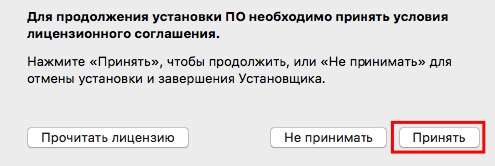 Для продолжения установки ПО необходимо принять условия
лицензионного соглашения.
Нажмите «Принять», чтобы продолжить, или «Не принимать» для
отмены установки и завершения Установщика.
Прочитать лицензию Не принимать Принять